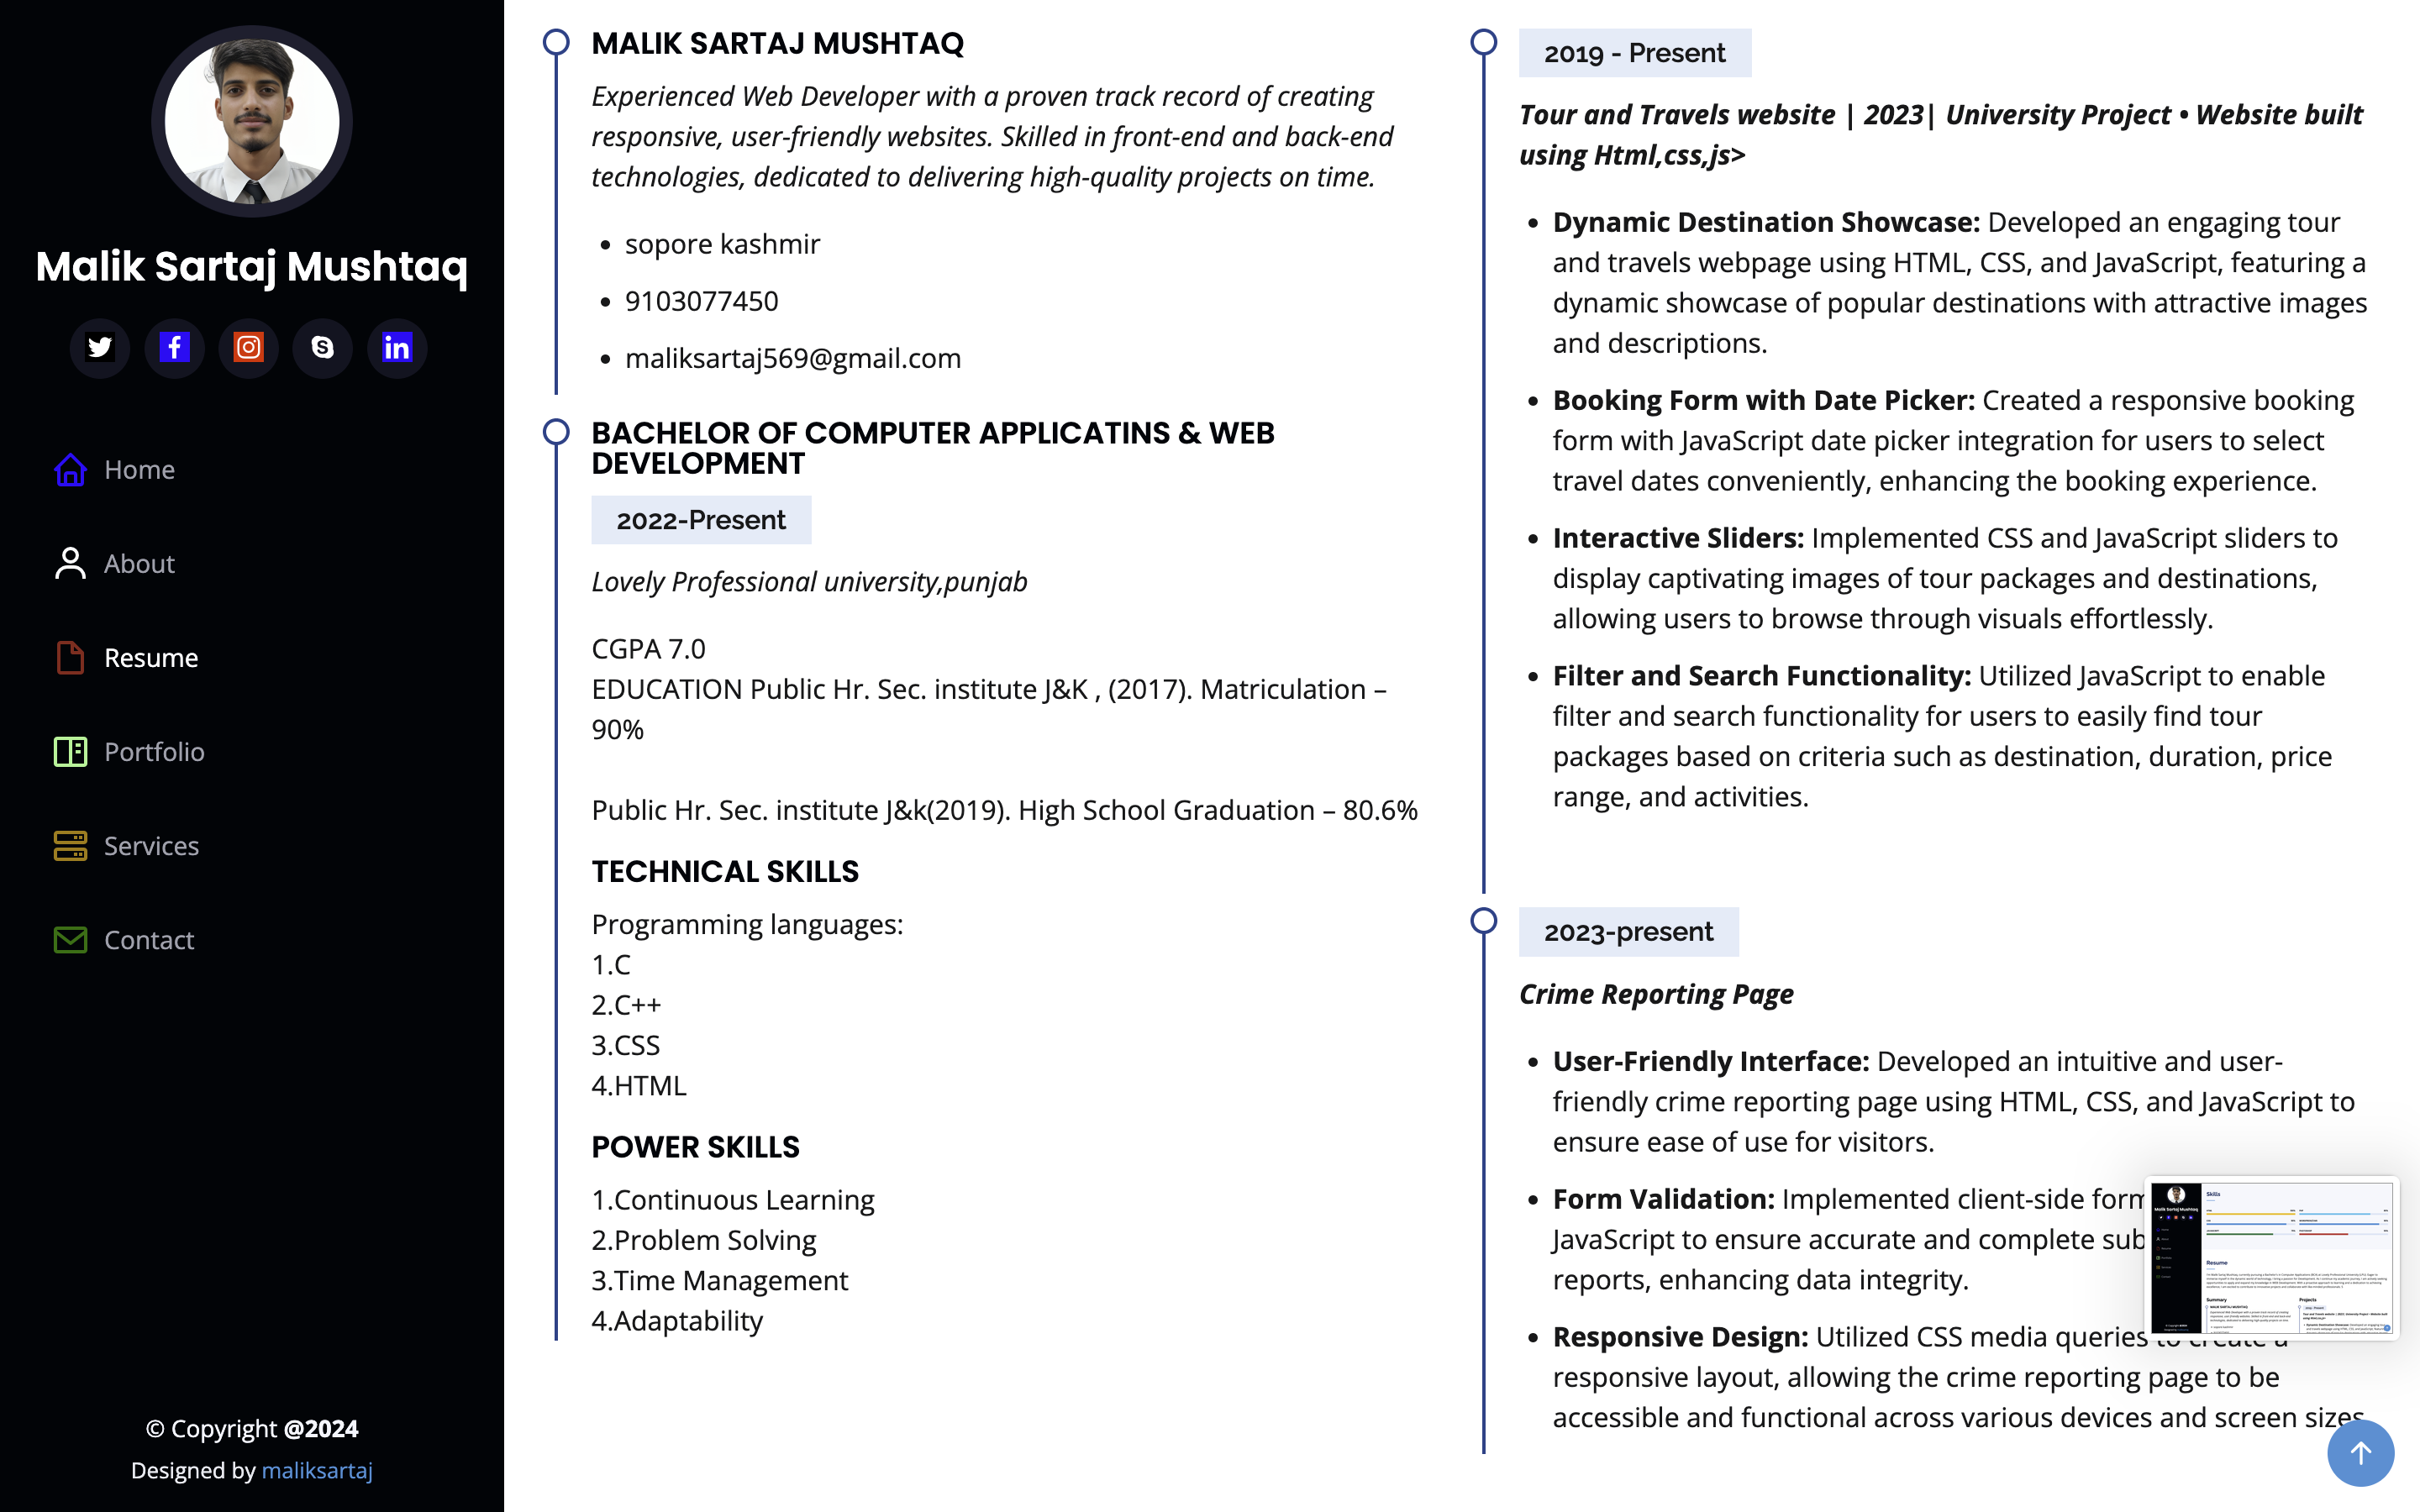 Malik Sartaj Mushtaq
Home
About
Resume
Portfolio
Services
Contact
© Copyright @2024
Designed by maliksartaj
MALIK SARTAJ MUSHTAQ
Experienced Web Developer with a proven track record of creating
responsive, user-friendly websites. Skilled in front-end and back-end
technologies, dedicated to delivering high-quality projects on time.
• sopore kashmir
• 9103077450
• maliksartaj569@gmail.com
BACHELOR OF COMPUTER APPLICATINS & WEB
DEVELOPMENT
2022-Present
Lovely Professional university,punjab
CGPA 7.0
EDUCATION Public Hr. Sec. institute J&K , (2017). Matriculation –
90%
Public Hr. Sec. institute J&k(2019). High School Graduation – 80.6%
TECHNICAL SKILLS
Programming languages:
1.C
2.C++
3.CSS
4.HTML
POWER SKILLS
1.Continuous Learning
2.Problem Solving
3.Time Management
4.Adaptability
2019 - Present
Tour and Travels website | 2023| University Project • Website built
using Html,css,js>
• Dynamic Destination Showcase: Developed an engaging tour
and travels webpage using HTML, CSS, and JavaScript, featuring a
dynamic showcase of popular destinations with attractive images
and descriptions.
• Booking Form with Date Picker: Created a responsive booking
form with JavaScript date picker integration for users to select
travel dates conveniently, enhancing the booking experience.
• Interactive Sliders: Implemented CSS and JavaScript sliders to
display captivating images of tour packages and destinations,
allowing users to browse through visuals effortlessly.
• Filter and Search Functionality: Utilized JavaScript to enable
filter and search functionality for users to easily find tour
packages based on criteria such as destination, duration, price
range, and activities.
2023-present
Crime Reporting Page
• User-Friendly Interface: Developed an intuitive and user-
friendly crime reporting page using HTML, CSS, and JavaScript to
ensure ease of use for visitors.
• Form Validation: Implemented client-side form
JavaScript to ensure accurate and complete sub
reports, enhancing data integrity.
• Responsive Design: Utilized CSS media queries to create a
responsive layout, allowing the crime reporting page to be
accessible and functional across various devices and screen sizes
Malik Sartaj Mushtaq
Skills
Resume
Summary
Projects